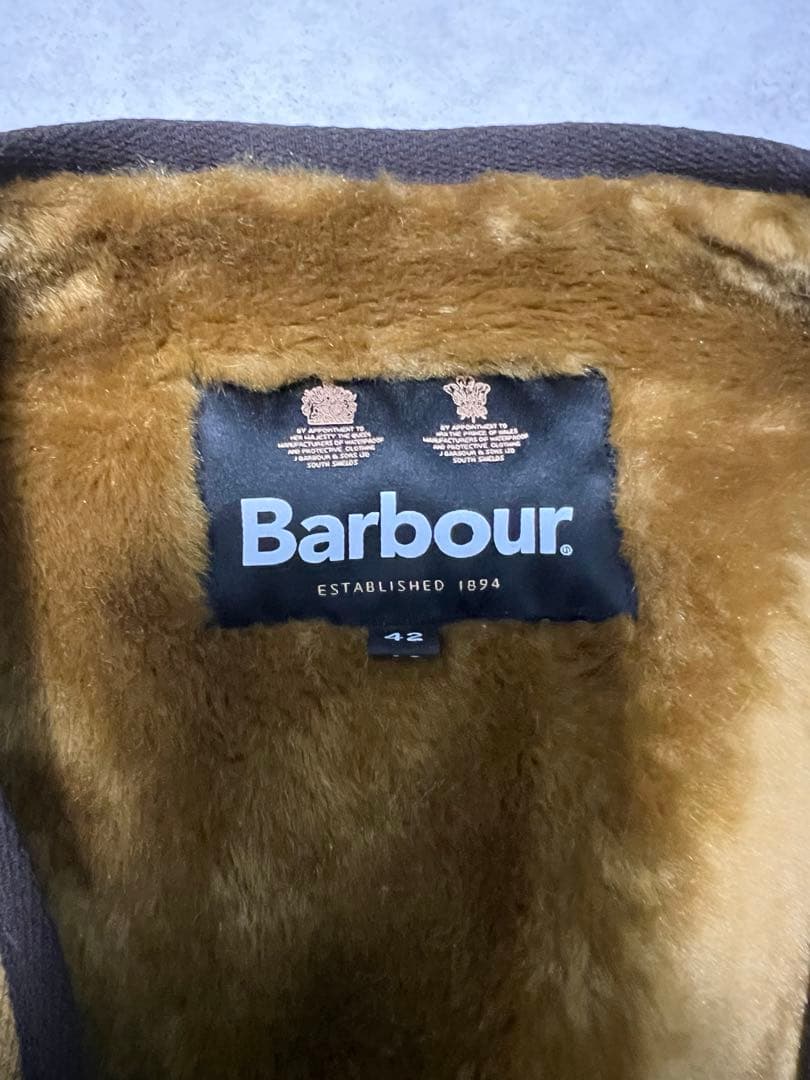 BY APPOINTMENT TO
HER MAJESTY THE QUEEN
MANUFACTURERS OF WATERPROOF
AND PROTECTIVE CLOTHING
J BARBOUR & SONS LTD
SOUTH SHIELDS
BY APPOINTMENT TO
HRH THE PRINCE OF WALES
MANUFACTURERS OF WATERPROOF
AND PROTECTIVE CLOTHING
J BARBOUR & SONS LTD
SOUTH SHIELDS
Barbour
ESTABLISHED 1894
42